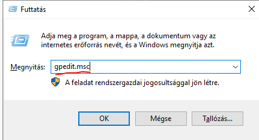 Futtatás
Adja meg a program, a mappa, a dokumentum vagy az
internetes erőforrás nevét, és a Windows megnyitja azt.
Megnyitás: gpedit.msc
A feladat rendszergazdai jogosultsággal jön létre.
OK Mégse Tallózás...